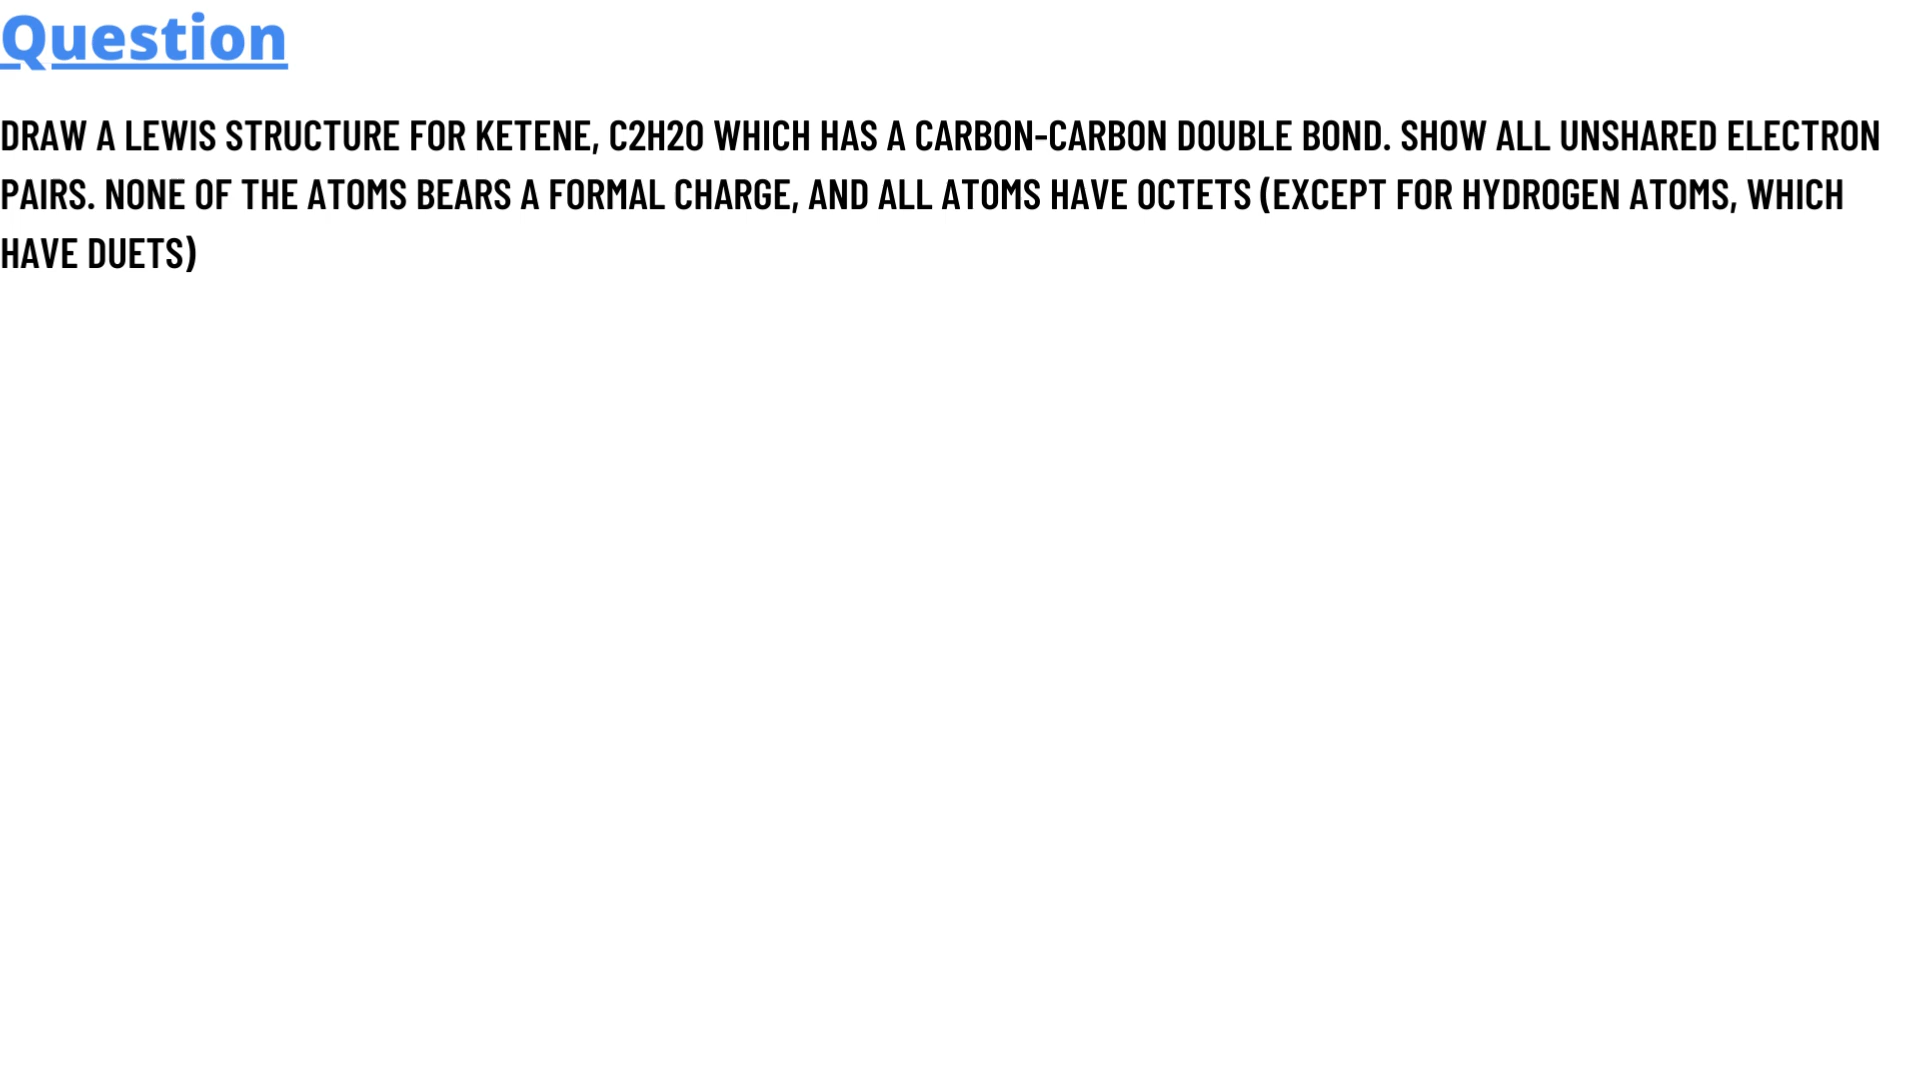 Question
DRAW A LEWIS STRUCTURE FOR KETENE, C2H2O WHICH HAS A CARBON-CARBON DOUBLE BOND. SHOW ALL UNSHARED ELECTRON
PAIRS. NONE OF THE ATOMS BEARS A FORMAL CHARGE, AND ALL ATOMS HAVE OCTETS (EXCEPT FOR HYDROGEN ATOMS, WHICH
HAVE DUETS)